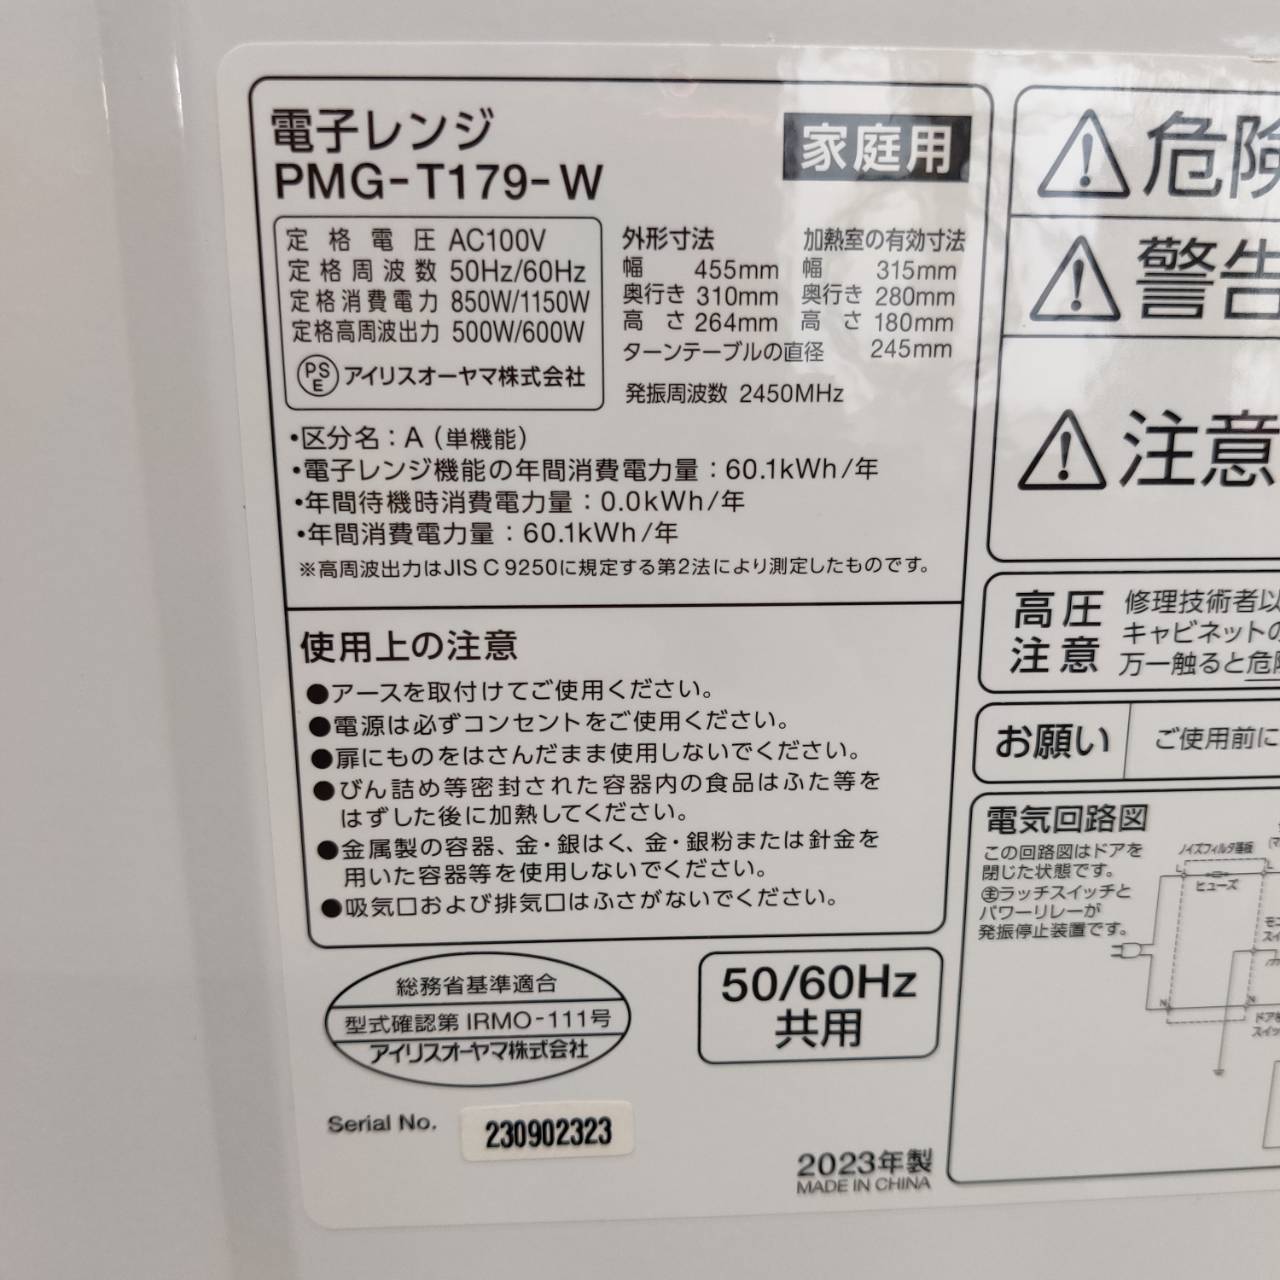 電子レンジ
PMG-T179-W
家庭用
定格電圧 AC100V
定格周波数 50Hz/60Hz
定格消費電力 850W/1150W
定格高周波出力 500W/600W
PSE アイリスオーヤマ株式会社
外形寸法
幅 455mm
奥行き 310mm
高さ 264mm
加熱室の有効寸法
幅 315mm
奥行き 280mm
高さ 180mm
ターンテーブルの直径 245mm
発振周波数 2450MHz
・区分名：A（単機能）
・電子レンジ機能の年間消費電力量：60.1kWh/年
・年間待機時消費電力量：0.0kWh/年
・年間消費電力量：60.1kWh/年
※高周波出力はJIS C 9250に規定する第2法により測定したものです。
使用上の注意
●アースを取付けてご使用ください。
●電源は必ずコンセントをご使用ください。
●扉にものをはさんだまま使用しないでください。
●びん詰め等密封された容器内の食品はふた等を
はずした後に加熱してください。
●金属製の容器、金・銀はく、金・銀粉または針金を
用いた容器等を使用しないでください。
●吸気口および排気口はふさがないでください。
総務省基準適合
型式確認第 IRMO-111号
アイリスオーヤマ株式会社
50/60Hz
共用
Serial No. 230902323
2023年製
MADE IN CHINA
危険
警告
注意
高圧
注意
修理技術者以
キャビネットの
万一触ると危険
お願い
ご使用前に
電気回路図
この回路図はドアを
閉じた状態です。
㊤ラッチスイッチと
パワーリレーが
発振停止装置です。
ノイズフィルタ基板
ヒューズ
L
L
N
N